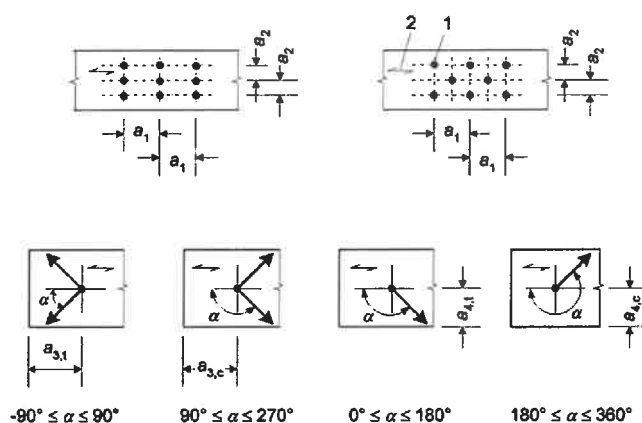 2 1
a₂ a₂
a₂ a₂
a₁ a₁
a₁ a₁
α α α α
a₄,t a₄,c
a₃,t a₃,c
-90° ≤ α ≤ 90° 90° ≤ α ≤ 270° 0° ≤ α ≤ 180° 180° ≤ α ≤ 360°